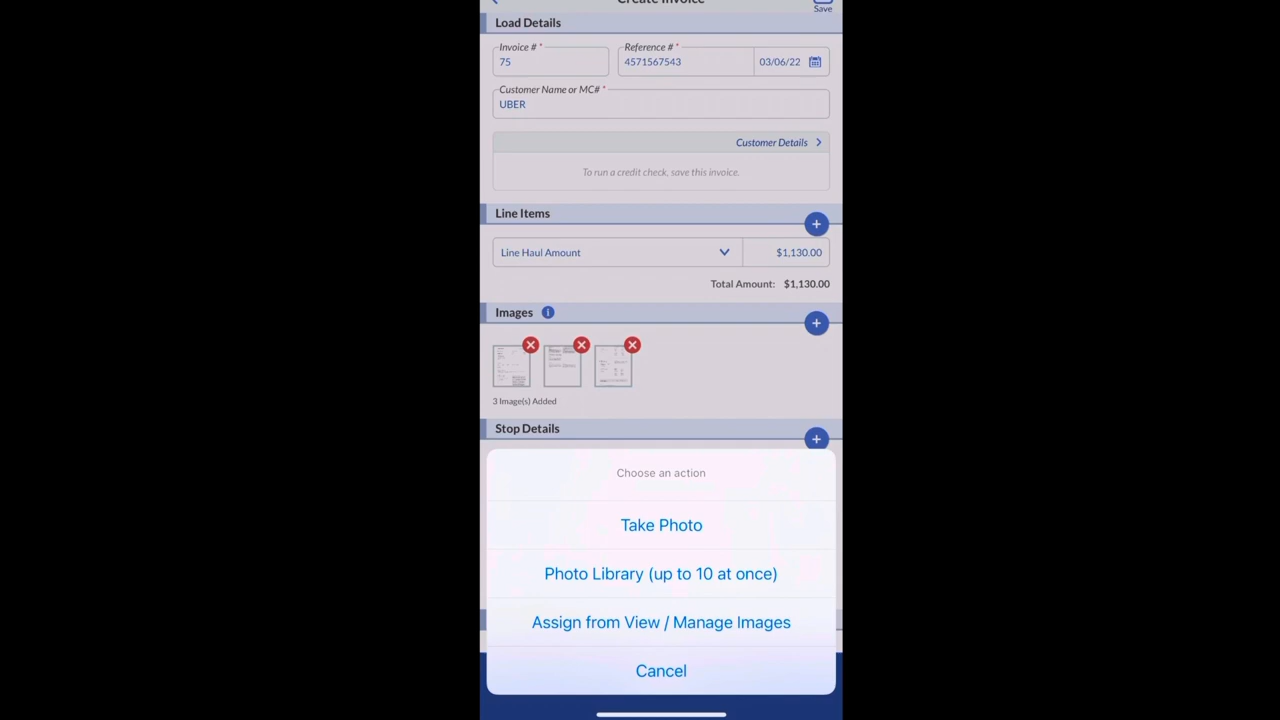 Create Invoice
Save
Load Details
Invoice # *
Reference # *
75
4571567543
03/06/22
Customer Name or MC# *
UBER
Customer Details
To run a credit check, save this invoice.
Line Items
+
Line Haul Amount
$1,130.00
Total Amount: $1,130.00
Images i
+
3 Image(s) Added
Stop Details
+
Choose an action
Take Photo
Photo Library (up to 10 at once)
Assign from View / Manage Images
Cancel